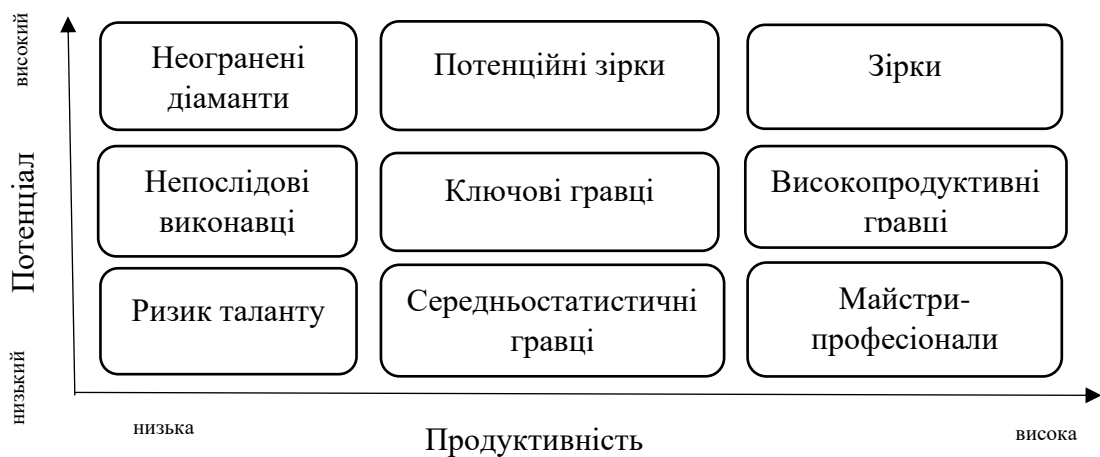 високий
Неогранені
діаманти
Потенційні зірки
Зірки
Потенціал
Непослідові
виконавці
Ключові гравці
Високопродуктивні
гравці
Ризик таланту
Середньостатистичні
гравці
Майстри-
професіонали
низький
низька
Продуктивність
висока